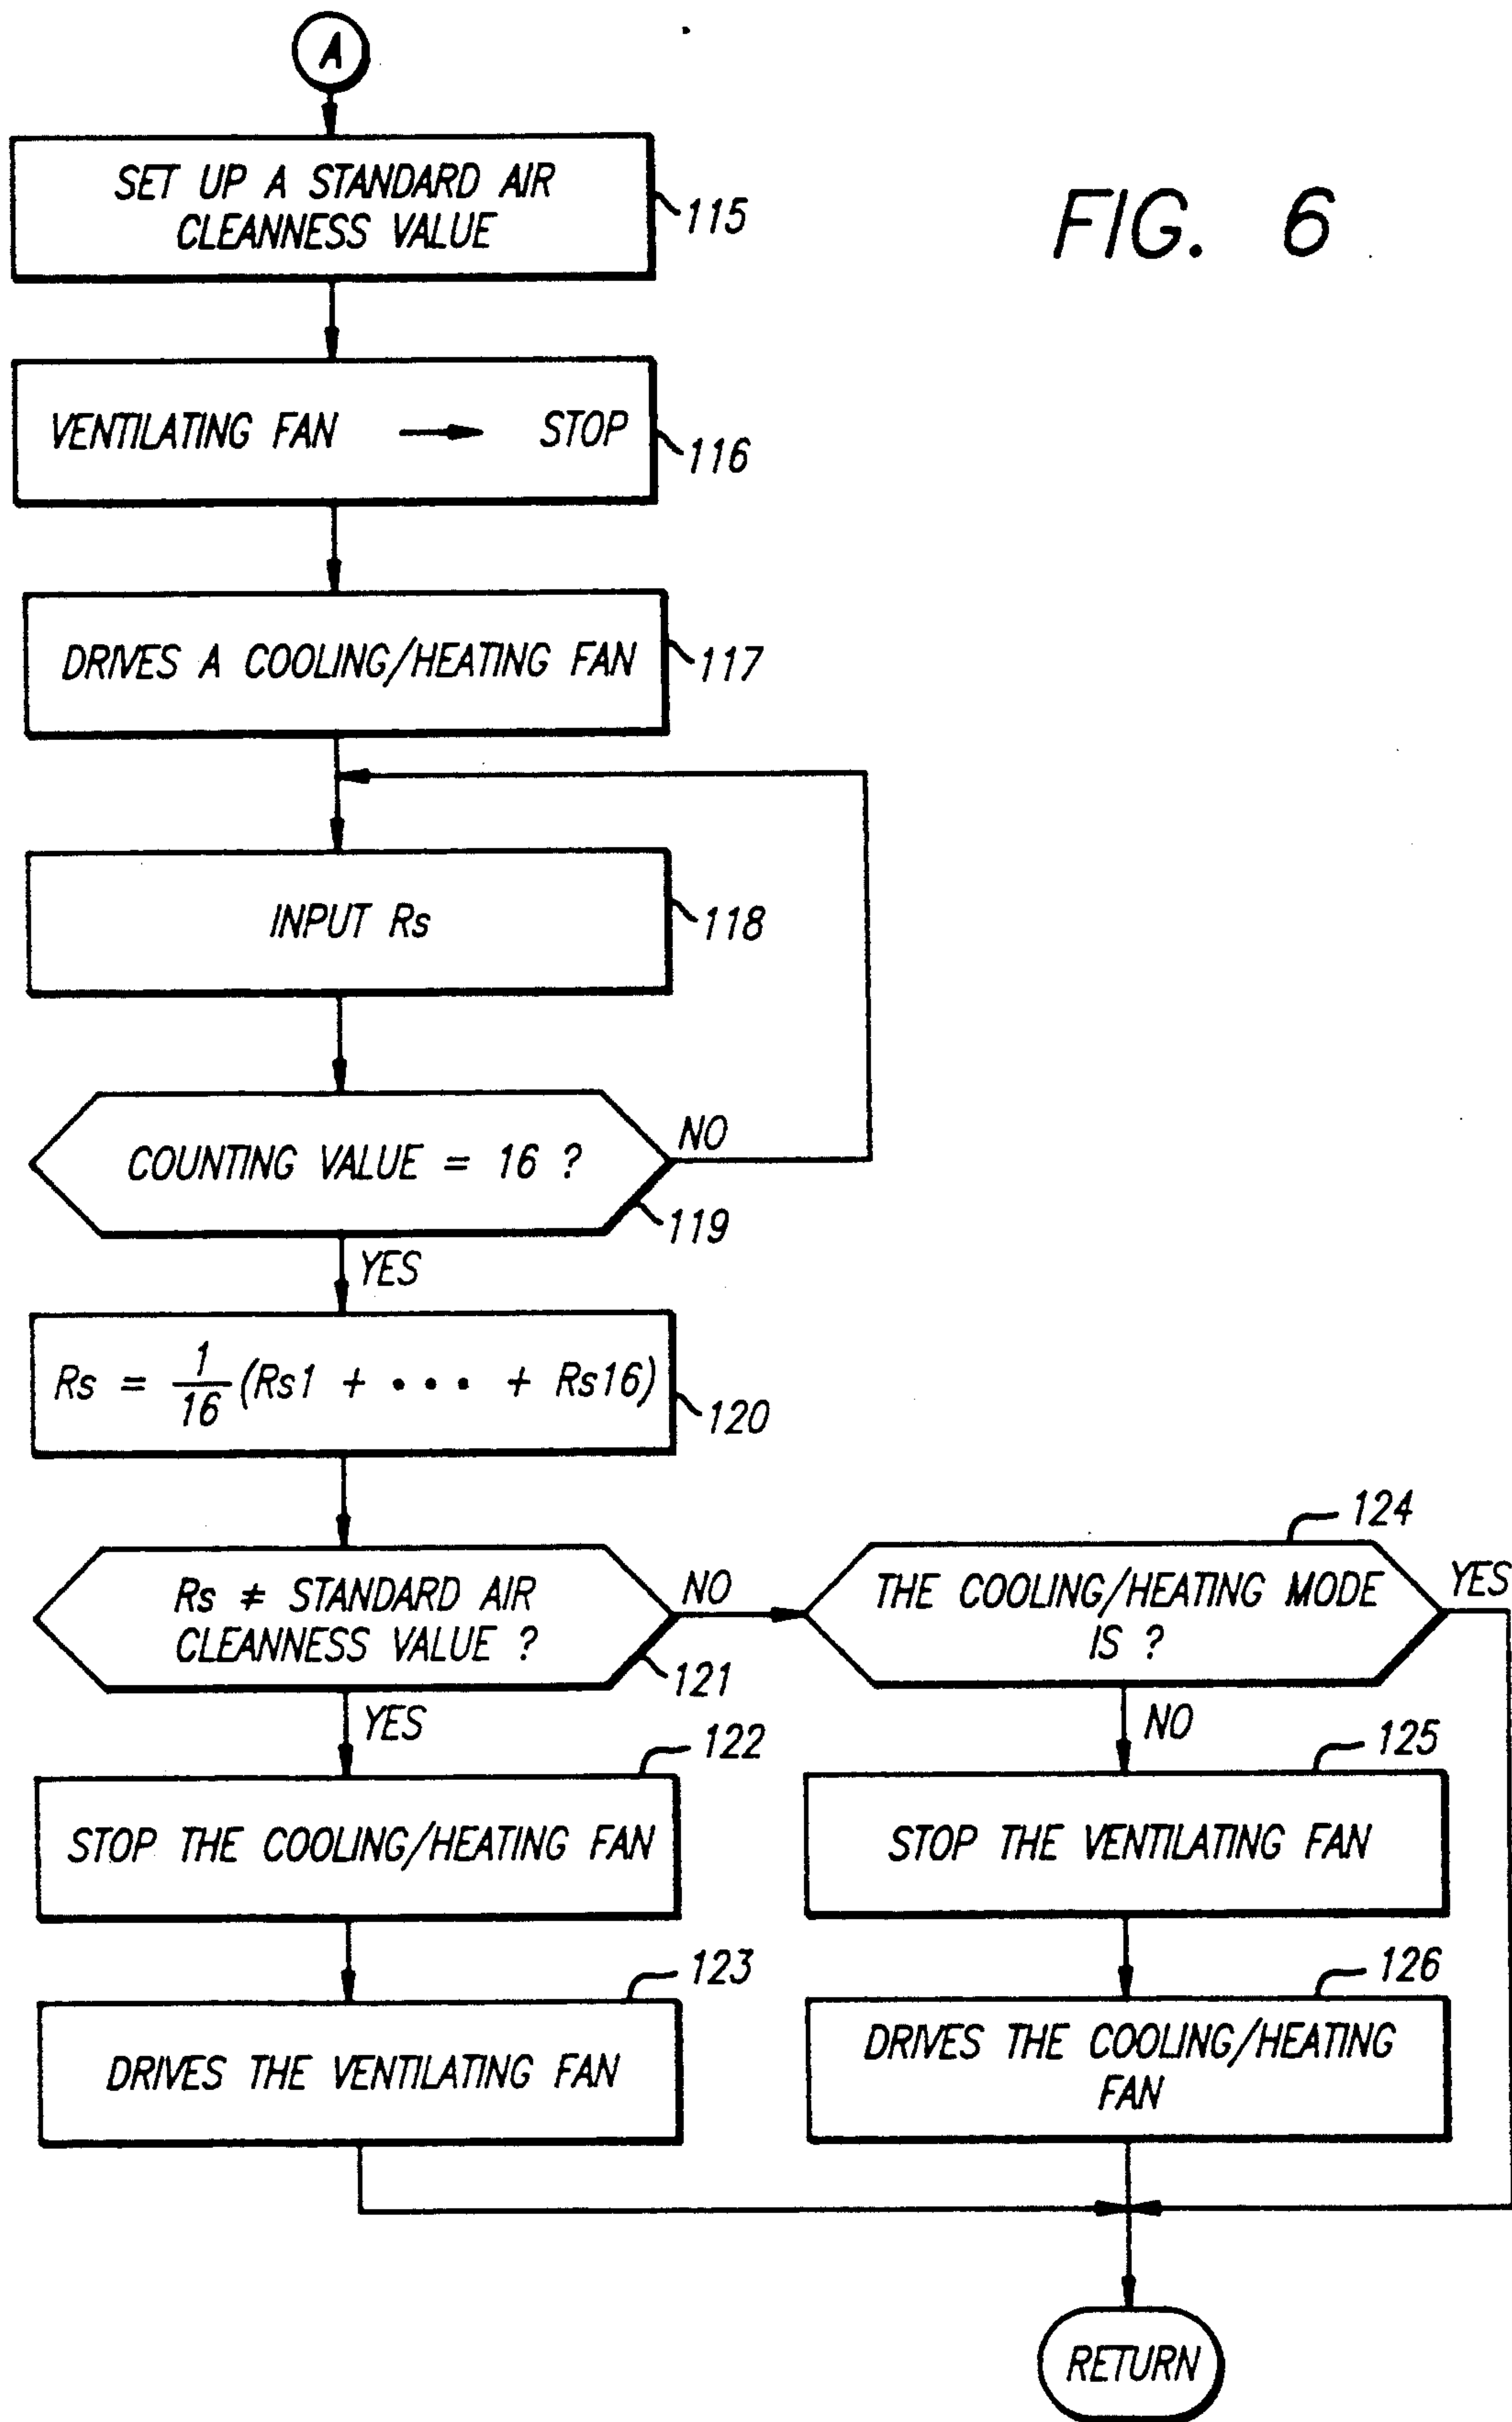 A
SET UP A STANDARD AIR
CLEANNESS VALUE
115
FIG. 6
VENTILATING FAN → STOP
116
DRIVES A COOLING/HEATING FAN
117
INPUT Rs
118
COUNTING VALUE = 16 ?
NO
119
YES
Rs = 1/16 (Rs1 + • • • + Rs16)
120
Rs ≠ STANDARD AIR
CLEANNESS VALUE ?
NO
121
YES
124
THE COOLING/HEATING MODE
IS ?
YES
NO
122
STOP THE COOLING/HEATING FAN
125
STOP THE VENTILATING FAN
123
DRIVES THE VENTILATING FAN
126
DRIVES THE COOLING/HEATING
FAN
RETURN